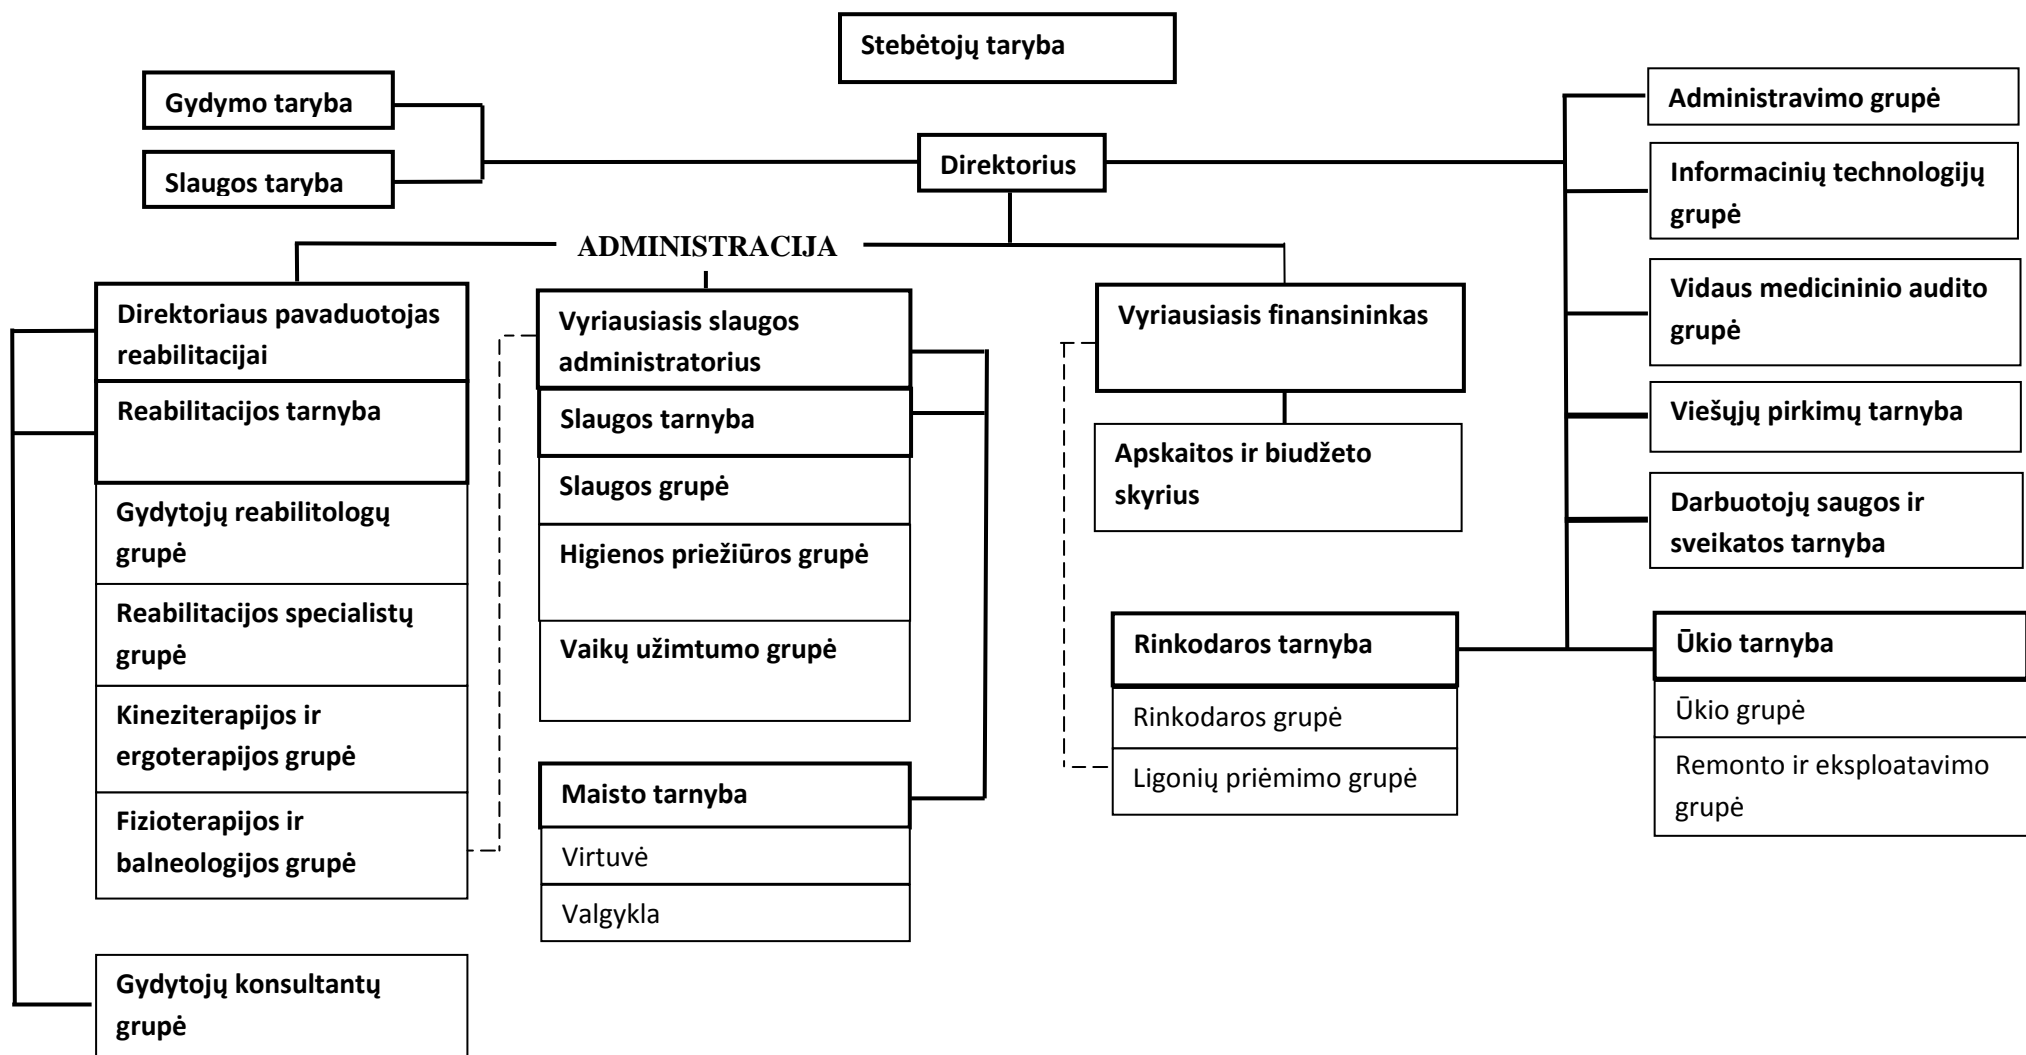 Stebėtojų taryba
Gydymo taryba
Slaugos taryba
Direktorius
ADMINISTRACIJA
Direktoriaus pavaduotojas
reabilitacijai
Reabilitacijos tarnyba
Gydytojų reabilitologų
grupė
Reabilitacijos specialistų
grupė
Kineziterapijos ir
ergoterapijos grupė
Fizioterapijos ir
balneologijos grupė
Gydytojų konsultantų
grupė
Vyriausiasis slaugos
administratorius
Slaugos tarnyba
Slaugos grupė
Higienos priežiūros grupė
Vaikų užimtumo grupė
Maisto tarnyba
Virtuvė
Valgykla
Vyriausiasis finansininkas
Apskaitos ir biudžeto
skyrius
Rinkodaros tarnyba
Rinkodaros grupė
Ligonių priėmimo grupė
Administravimo grupė
Informacinių technologijų
grupė
Vidaus medicininio audito
grupė
Viešųjų pirkimų tarnyba
Darbuotojų saugos ir
sveikatos tarnyba
Ūkio tarnyba
Ūkio grupė
Remonto ir eksploatavimo
grupė